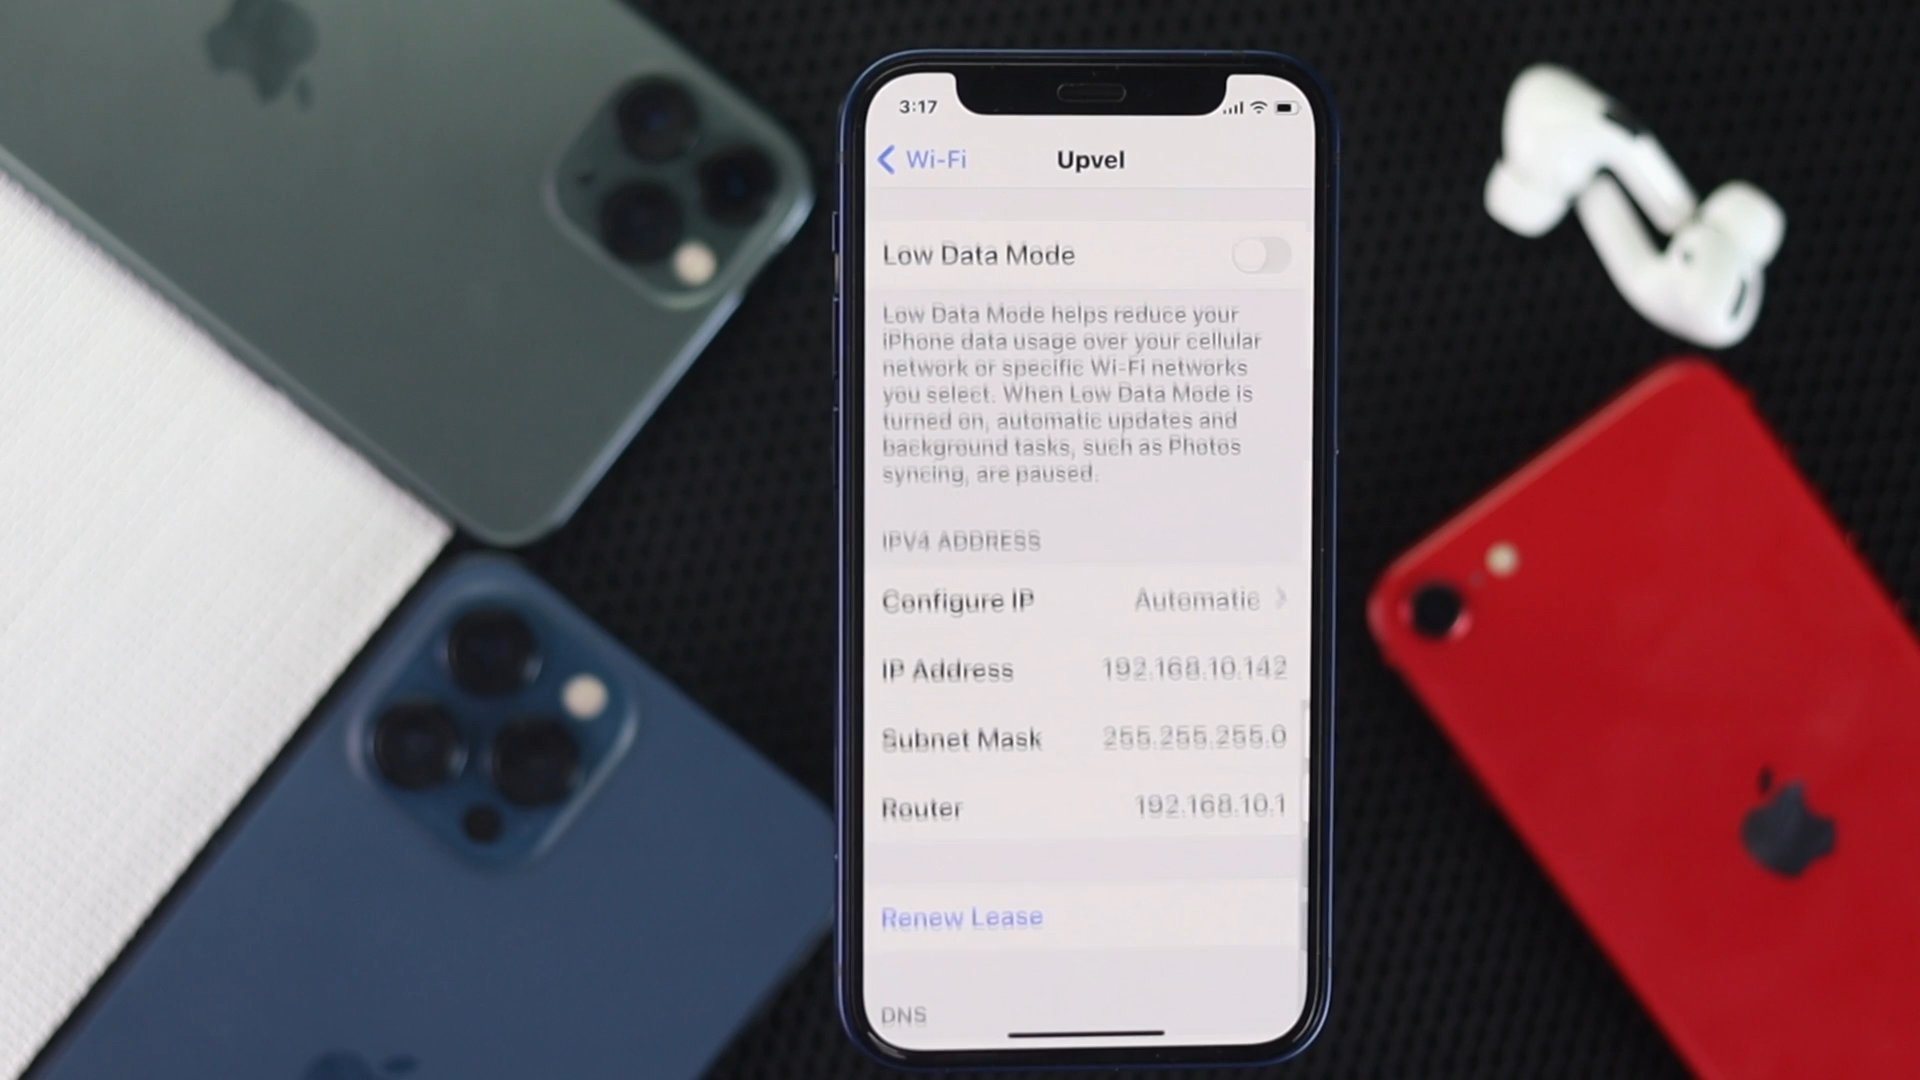 3:17
Wi-Fi
Upvel
Low Data Mode
Low Data Mode helps reduce your
iPhone data usage over your cellular
network or specific Wi-Fi networks
you select. When Low Data Mode is
turned on, automatic updates and
background tasks, such as Photos
syncing, are paused.
IPV4 ADDRESS
Configure IP Automatic
IP Address 192.168.10.142
Subnet Mask 255.255.255.0
Router 192.168.10.1
Renew Lease
DNS